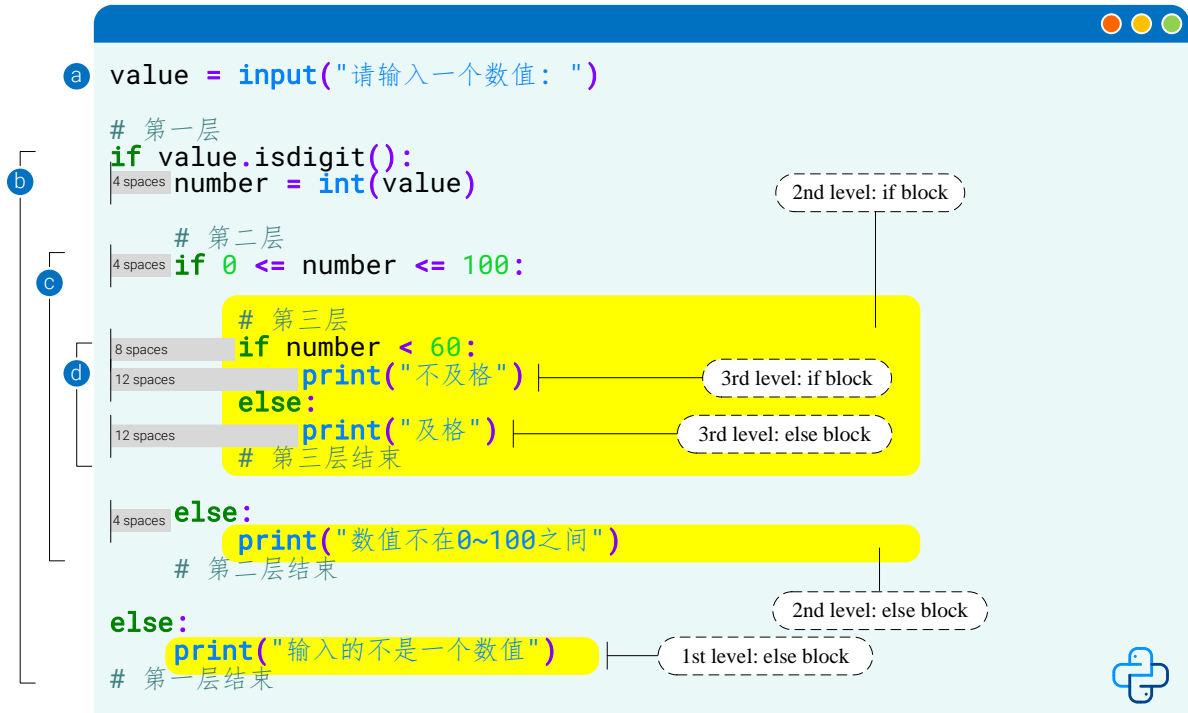 a value = input("请输入一个数值: ")
# 第一层
b if value.isdigit():
4 spaces number = int(value)
2nd level: if block
# 第二层
c 4 spaces if 0 <= number <= 100:
# 第三层
8 spaces if number < 60:
d 12 spaces print("不及格") 3rd level: if block
else:
12 spaces print("及格") 3rd level: else block
# 第三层结束
4 spaces else:
print("数值不在0~100之间")
# 第二层结束
2nd level: else block
else:
print("输入的不是一个数值") 1st level: else block
# 第一层结束